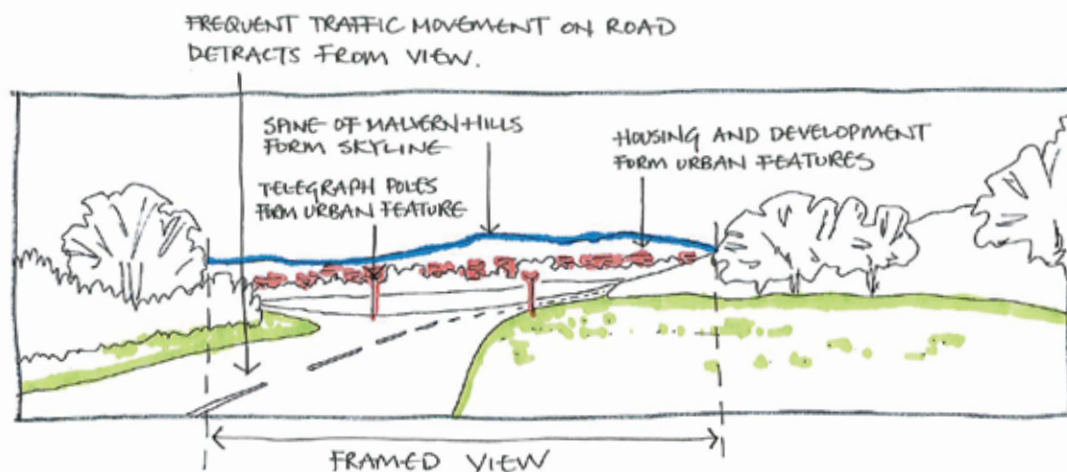 FREQUENT TRAFFIC MOVEMENT ON ROAD
DETRACTS FROM VIEW.
SPINE OF MALVERN HILLS
FORM SKYLINE
HOUSING AND DEVELOPMENT
FORM URBAN FEATURES
TELEGRAPH POLES
FORM URBAN FEATURE
FRAMED VIEW